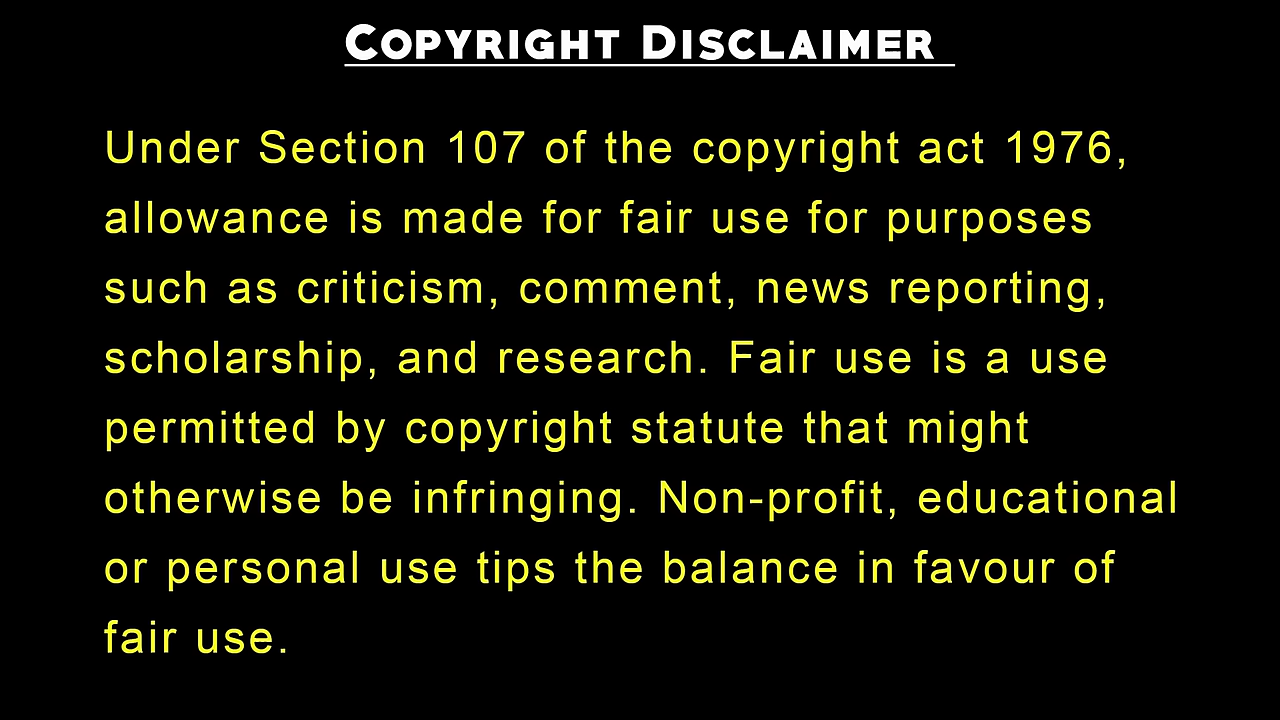 Copyright Disclaimer
Under Section 107 of the copyright act 1976,
allowance is made for fair use for purposes
such as criticism, comment, news reporting,
scholarship, and research. Fair use is a use
permitted by copyright statute that might
otherwise be infringing. Non-profit, educational
or personal use tips the balance in favour of
fair use.